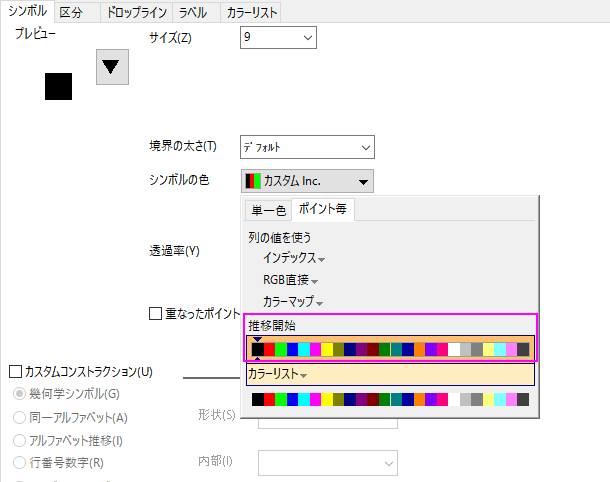 シンボル 区分 ドロップライン ラベル カラーリスト
プレビュー
サイズ(Z) 9
境界の太さ(T) デフォルト
シンボルの色 カスタム Inc.
単一色 ポイント毎
列の値を使う
インデックス
透過率(Y)
RGB直接
カラーマップ
重なったポイント
推移開始
カスタムコンストラクション(U)
カラーリスト
幾何学シンボル(G)
同一アルファベット(A)
形状(S)
アルファベット推移(I)
行番号数字(R)
内部(I)